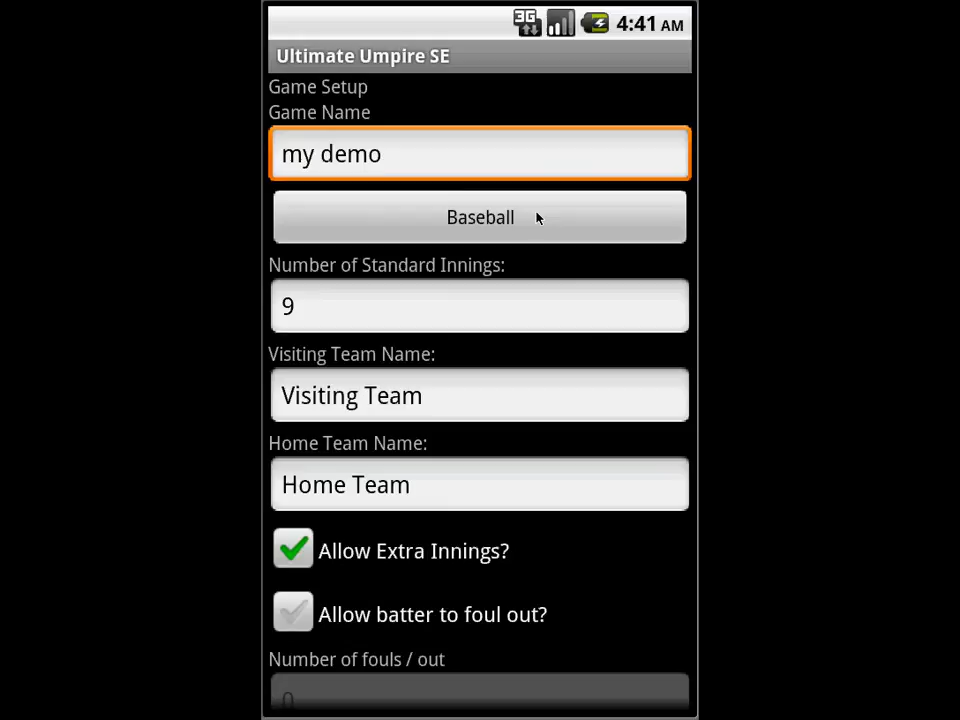 3G 4:41 AM
Ultimate Umpire SE
Game Setup
Game Name
my demo
Baseball
Number of Standard Innings:
9
Visiting Team Name:
Visiting Team
Home Team Name:
Home Team
Allow Extra Innings?
Allow batter to foul out?
Number of fouls / out
0